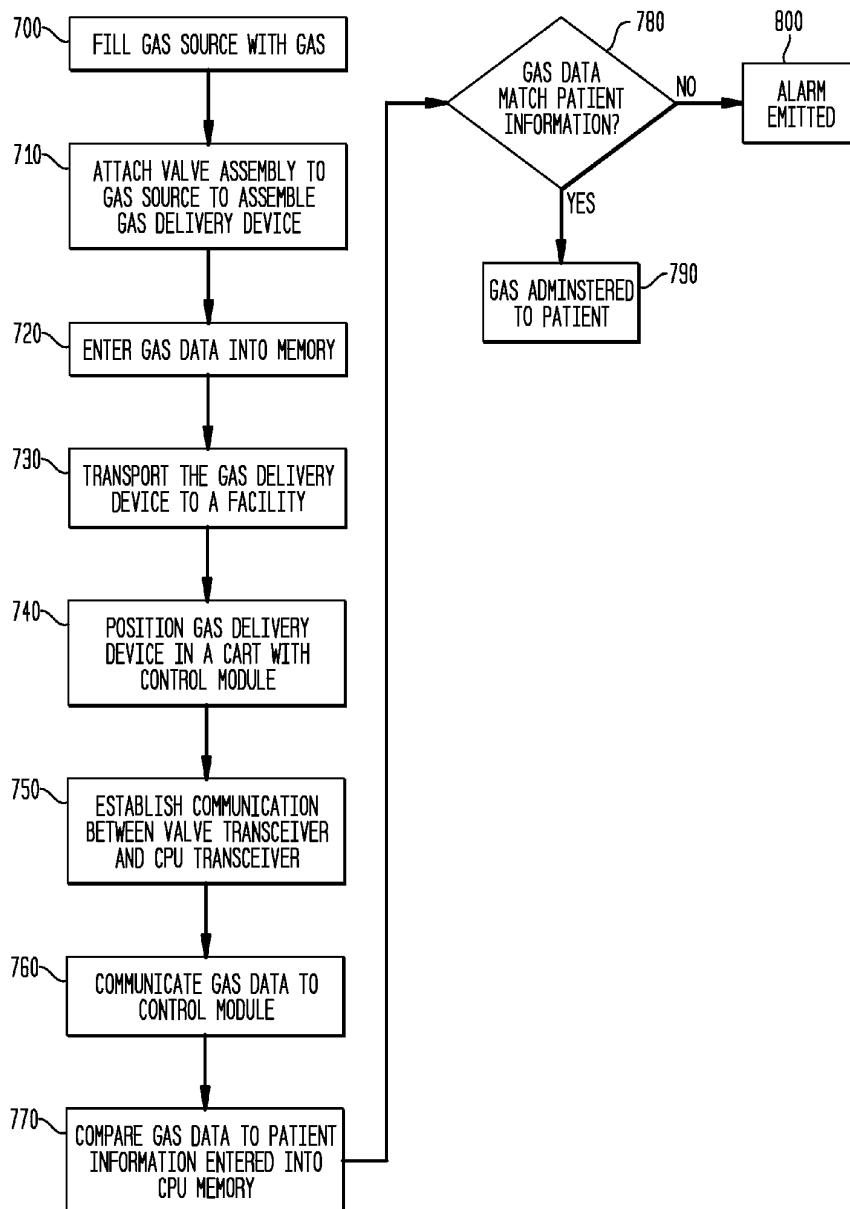 700
FILL GAS SOURCE WITH GAS
710
ATTACH VALVE ASSEMBLY TO
GAS SOURCE TO ASSEMBLE
GAS DELIVERY DEVICE
720
ENTER GAS DATA INTO MEMORY
730
TRANSPORT THE GAS DELIVERY
DEVICE TO A FACILITY
740
POSITION GAS DELIVERY
DEVICE IN A CART WITH
CONTROL MODULE
750
ESTABLISH COMMUNICATION
BETWEEN VALVE TRANSCEIVER
AND CPU TRANSCEIVER
760
COMMUNICATE GAS DATA TO
CONTROL MODULE
770
COMPARE GAS DATA TO PATIENT
INFORMATION ENTERED INTO
CPU MEMORY
780
GAS DATA
MATCH PATIENT
INFORMATION?
NO
800
ALARM
EMITTED
YES
790
GAS ADMINSTERED
TO PATIENT